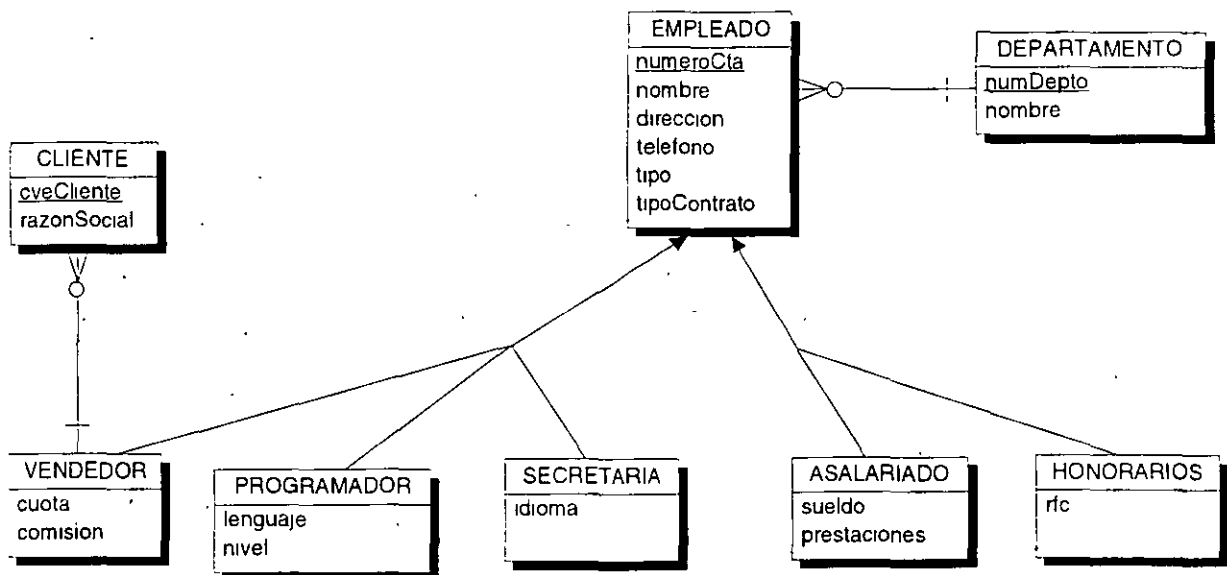 EMPLEADO
numeroCta
nombre
direccion
telefono
tipo
tipoContrato
DEPARTAMENTO
numDepto
nombre
CLIENTE
cveCliente
razonSocial
VENDEDOR
cuota
comision
PROGRAMADOR
lenguaje
nivel
SECRETARIA
idioma
ASALARIADO
sueldo
prestaciones
HONORARIOS
rfc